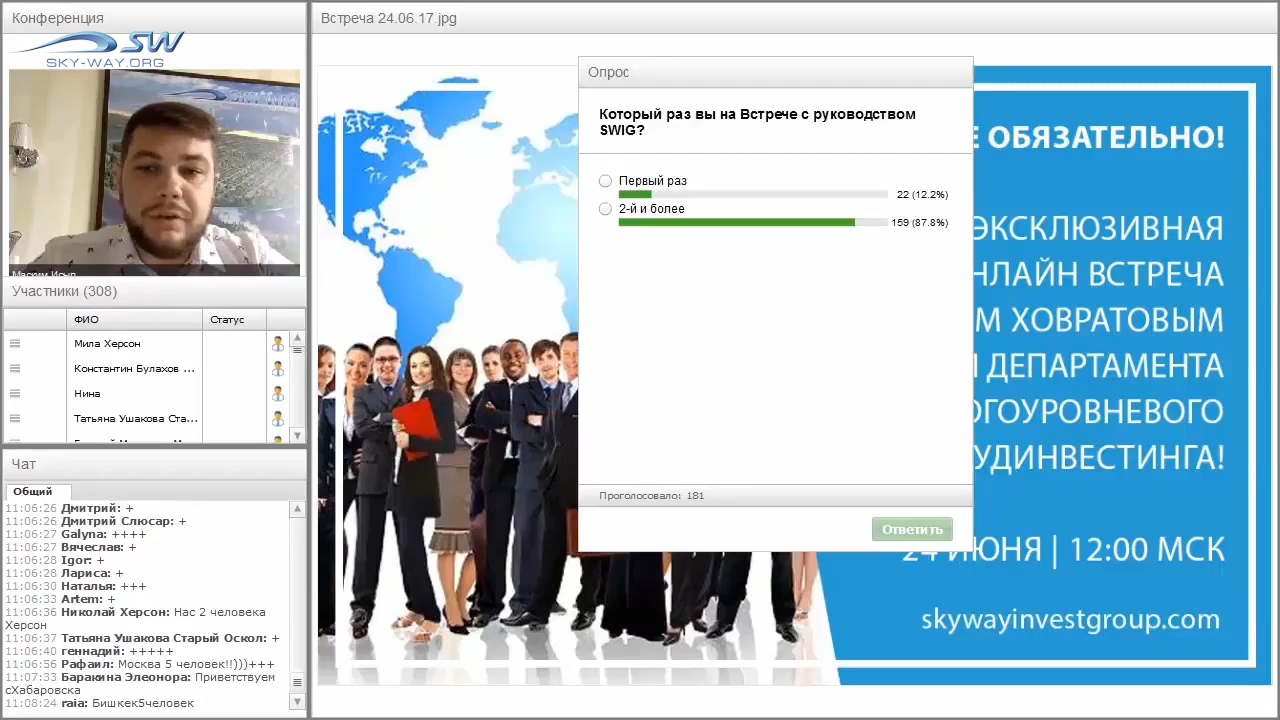 Конференция
SW
SKY-WAY.ORG
Участники (308)
ФИО
Статус
Мила Херсон
Константин Булахов ...
Нина
Татьяна Ушакова Ста...
Чат
Общий
11:06:26 Дмитрий: +
11:06:26 Дмитрий Слюсар: +
11:06:27 Galyna: ++++
11:06:27 Вячеслав: +
11:06:28 Igor: +
11:06:28 Лариса: +
11:06:30 Наталья: +++
11:06:33 Artem: +
11:06:36 Николай Херсон: Нас 2 человека
Херсон
11:06:37 Татьяна Ушакова Старый Оскол: +
11:06:40 геннадий: +++++
11:06:56 Рафаил: Москва 5 человек!!)))+++
11:07:33 Баракина Элеонора: Приветствуем
сХабаровска
11:08:24 raia: Бишкек5человек
Встреча 24.06.17.jpg
Опрос
Который раз вы на Встрече с руководством
SWIG?
Первый раз
22 (12.2%)
2-й и более
159 (87.8%)
Проголосовало: 181
Ответить
Е ОБЯЗАТЕЛЬНО!
ЭКСКЛЮЗИВНАЯ
НЛАЙН ВСТРЕЧА
М ХОВРАТОВЫМ
ДЕПАРТАМЕНТА
ОГОУРОВНЕВОГО
УДИНВЕСТИНГА!
24 ИЮНЯ | 12:00 МСК
skywayinvestgroup.com